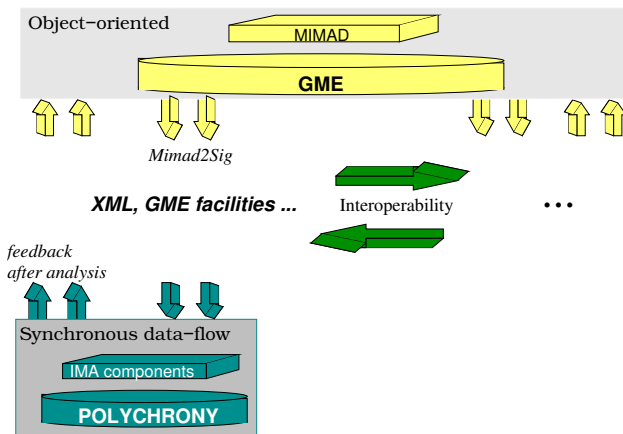 Object−oriented
MIMAD
GME
Mimad2Sig
XML, GME facilities ...
Interoperability
...
feedback
after analysis
Synchronous data−flow
IMA components
POLYCHRONY